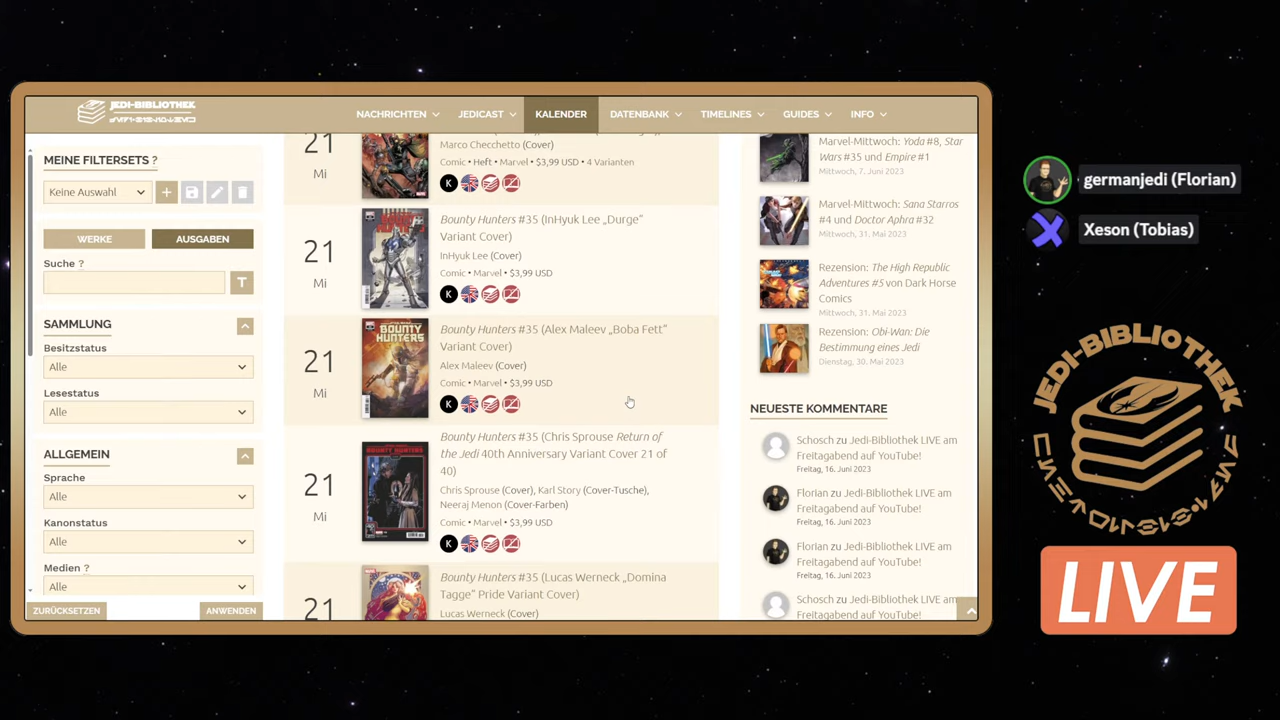 JEDI-BIBLIOTHEK
NACHRICHTEN
JEDICAST
KALENDER
DATENBANK
TIMELINES
GUIDES
INFO
MEINE FILTERSETS ?
Keine Auswahl
WERKE
AUSGABEN
Suche ?
T
SAMMLUNG
Besitzstatus
Alle
Lesestatus
Alle
ALLGEMEIN
Sprache
Alle
Kanonstatus
Alle
Medien ?
Alle
ZURÜCKSETZEN
ANWENDEN
21
Mi
Marco Checchetto (Cover)
Comic • Heft • Marvel • $3,99 USD • 4 Varianten
K
21
Mi
Bounty Hunters #35 (InHyuk Lee „Durge"
Variant Cover)
InHyuk Lee (Cover)
Comic • Marvel • $3,99 USD
K
21
Mi
Bounty Hunters #35 (Alex Maleev „Boba Fett"
Variant Cover)
Alex Maleev (Cover)
Comic • Marvel • $3,99 USD
K
21
Mi
Bounty Hunters #35 (Chris Sprouse Return of
the Jedi 40th Anniversary Variant Cover 21 of
40)
Chris Sprouse (Cover), Karl Story (Cover-Tusche),
Neeraj Menon (Cover-Farben)
Comic • Marvel • $3,99 USD
K
21
Bounty Hunters #35 (Lucas Werneck „Domina
Tagge" Pride Variant Cover)
Lucas Werneck (Cover)
BOUNTY HUNTERS
Marvel-Mittwoch: Yoda #8, Star
Wars #35 und Empire #1
Mittwoch, 7. Juni 2023
Marvel-Mittwoch: Sana Starros
#4 und Doctor Aphra #32
Mittwoch, 31. Mai 2023
Rezension: The High Republic
Adventures #5 von Dark Horse
Comics
Mittwoch, 31. Mai 2023
Rezension: Obi-Wan: Die
Bestimmung eines Jedi
Dienstag, 30. Mai 2023
NEUESTE KOMMENTARE
Schosch zu Jedi-Bibliothek LIVE am
Freitagabend auf YouTube!
Freitag, 16. Juni 2023
Florian zu Jedi-Bibliothek LIVE am
Freitagabend auf YouTube!
Freitag, 16. Juni 2023
Florian zu Jedi-Bibliothek LIVE am
Freitagabend auf YouTube!
Freitag, 16. Juni 2023
Schosch zu Jedi-Bibliothek LIVE am
Freitagabend auf YouTube!
germanjedi (Florian)
Xeson (Tobias)
JEDI-BIBLIOTHEK
LIVE